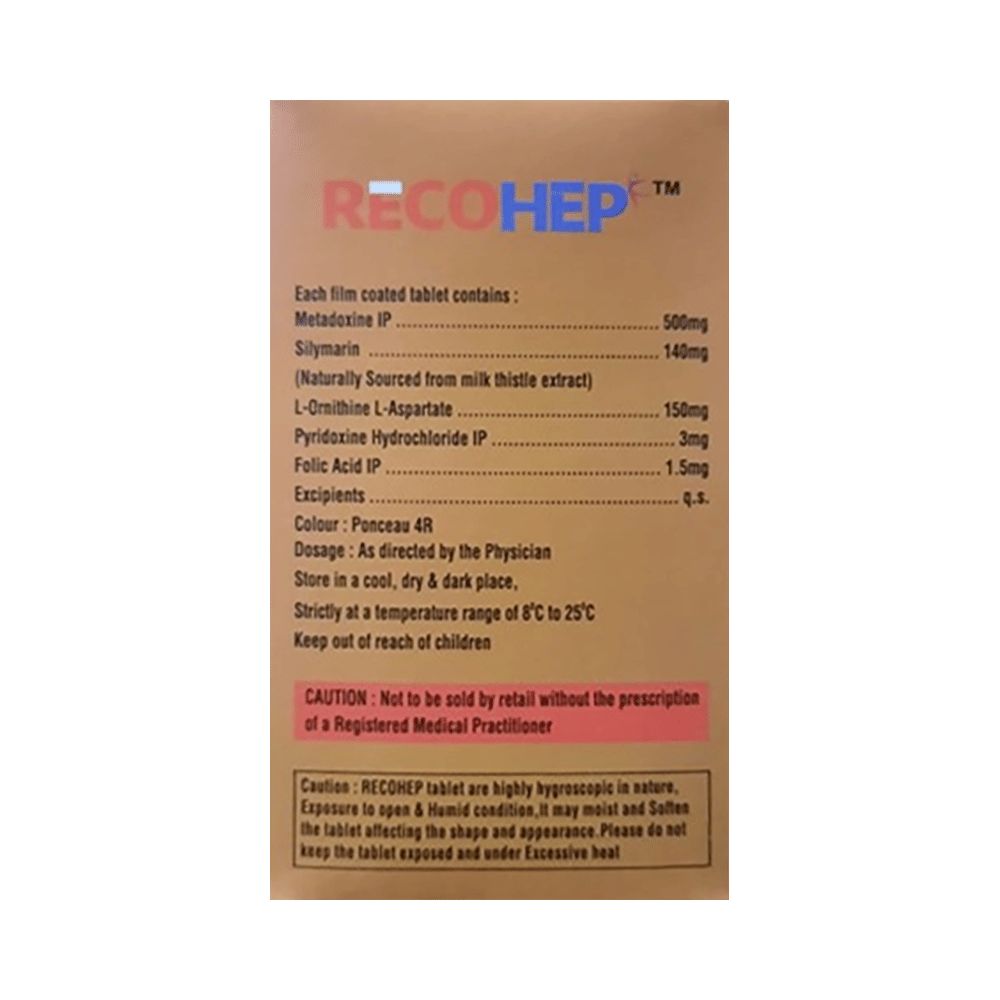 RECOHEP TM
Each film coated tablet contains :
Metadoxine IP ........................................ 500mg
Silymarin ............................................ 140mg
(Naturally Sourced from milk thistle extract)
L-Ornithine L-Aspartate .............................. 150mg
Pyridoxine Hydrochloride IP .......................... 3mg
Folic Acid IP ........................................ 1.5mg
Excipients ........................................... q.s.
Colour : Ponceau 4R
Dosage : As directed by the Physician
Store in a cool, dry & dark place,
Strictly at a temperature range of 8°C to 25°C
Keep out of reach of children
CAUTION : Not to be sold by retail without the prescription
of a Registered Medical Practitioner
Caution : RECOHEP tablet are highly hygroscopic in nature,
Exposure to open & Humid condition,it may moist and Soften
the tablet affecting the shape and appearance.Please do not
keep the tablet exposed and under Excessive heat